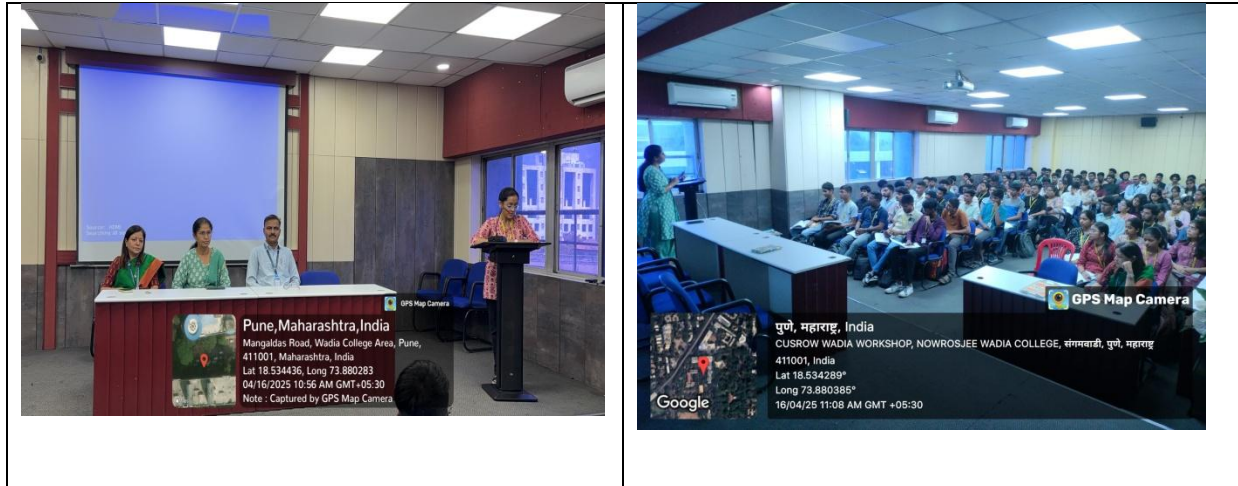 GPS Map Camera
Pune,Maharashtra,India
Mangaldas Road, Wadia College Area, Pune,
411001, Maharashtra, India
Lat 18.534436, Long 73.880283
04/16/2025 10:56 AM GMT+05:30
Note : Captured by GPS Map Camera
GPS Map Camera
पुणे, महाराष्ट्र, India
CUSROW WADIA WORKSHOP, NOWROSJEE WADIA COLLEGE, संगमवाडी, पुणे, महाराष्ट्र
411001, India
Lat 18.534289°
Long 73.880385°
16/04/25 11:08 AM GMT +05:30
Google